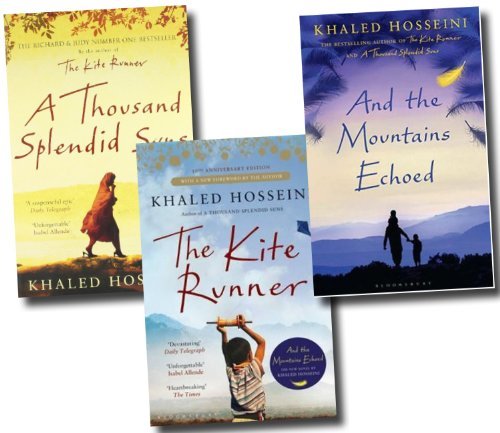 THE RICHARD & JUDY NUMBER ONE BESTSELLER
By the author of
The Kite Runner
A Thousand
Splendid Suns
'A suspenseful epic'
Daily Telegraph
'Unforgettable'
Isabel Allende
KHALED HOSS
10TH ANNIVERSARY EDITION
WITH A NEW FOREWORD BY THE AUTHOR
KHALED HOSSEIN
Author of A THOUSAND SPLENDID SUNS
The Kite
Runner
'Devastating'
Daily Telegraph
'Unforgettable'
Isabel Allende
'Heartbreaking'
The Times
And the
Mountains Echoed
THE NEW NOVEL BY
KHALED HOSSEINI
BLOOMSBURY
KHALED HOSSEINI
THE BESTSELLING AUTHOR OF The Kite Runner
AND A Thousand Splendid Suns
And the
Mountains
Echoed
BLOOMSBURY